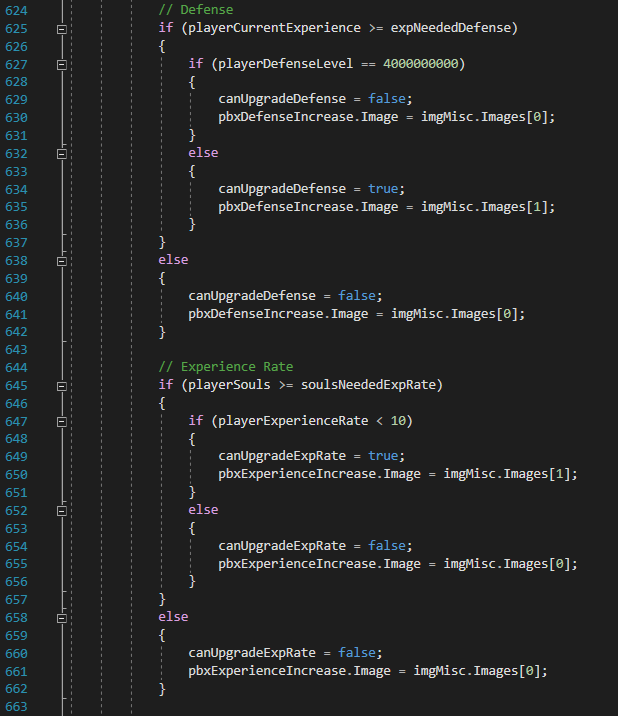 624 // Defense
625 if (playerCurrentExperience >= expNeededDefense)
626 {
627 if (playerDefenseLevel == 4000000000)
628 {
629 canUpgradeDefense = false;
630 pbxDefenseIncrease.Image = imgMisc.Images[0];
631 }
632 else
633 {
634 canUpgradeDefense = true;
635 pbxDefenseIncrease.Image = imgMisc.Images[1];
636 }
637 }
638 else
639 {
640 canUpgradeDefense = false;
641 pbxDefenseIncrease.Image = imgMisc.Images[0];
642 }
643
644 // Experience Rate
645 if (playerSouls >= soulsNeededExpRate)
646 {
647 if (playerExperienceRate < 10)
648 {
649 canUpgradeExpRate = true;
650 pbxExperienceIncrease.Image = imgMisc.Images[1];
651 }
652 else
653 {
654 canUpgradeExpRate = false;
655 pbxExperienceIncrease.Image = imgMisc.Images[0];
656 }
657 }
658 else
659 {
660 canUpgradeExpRate = false;
661 pbxExperienceIncrease.Image = imgMisc.Images[0];
662 }
663